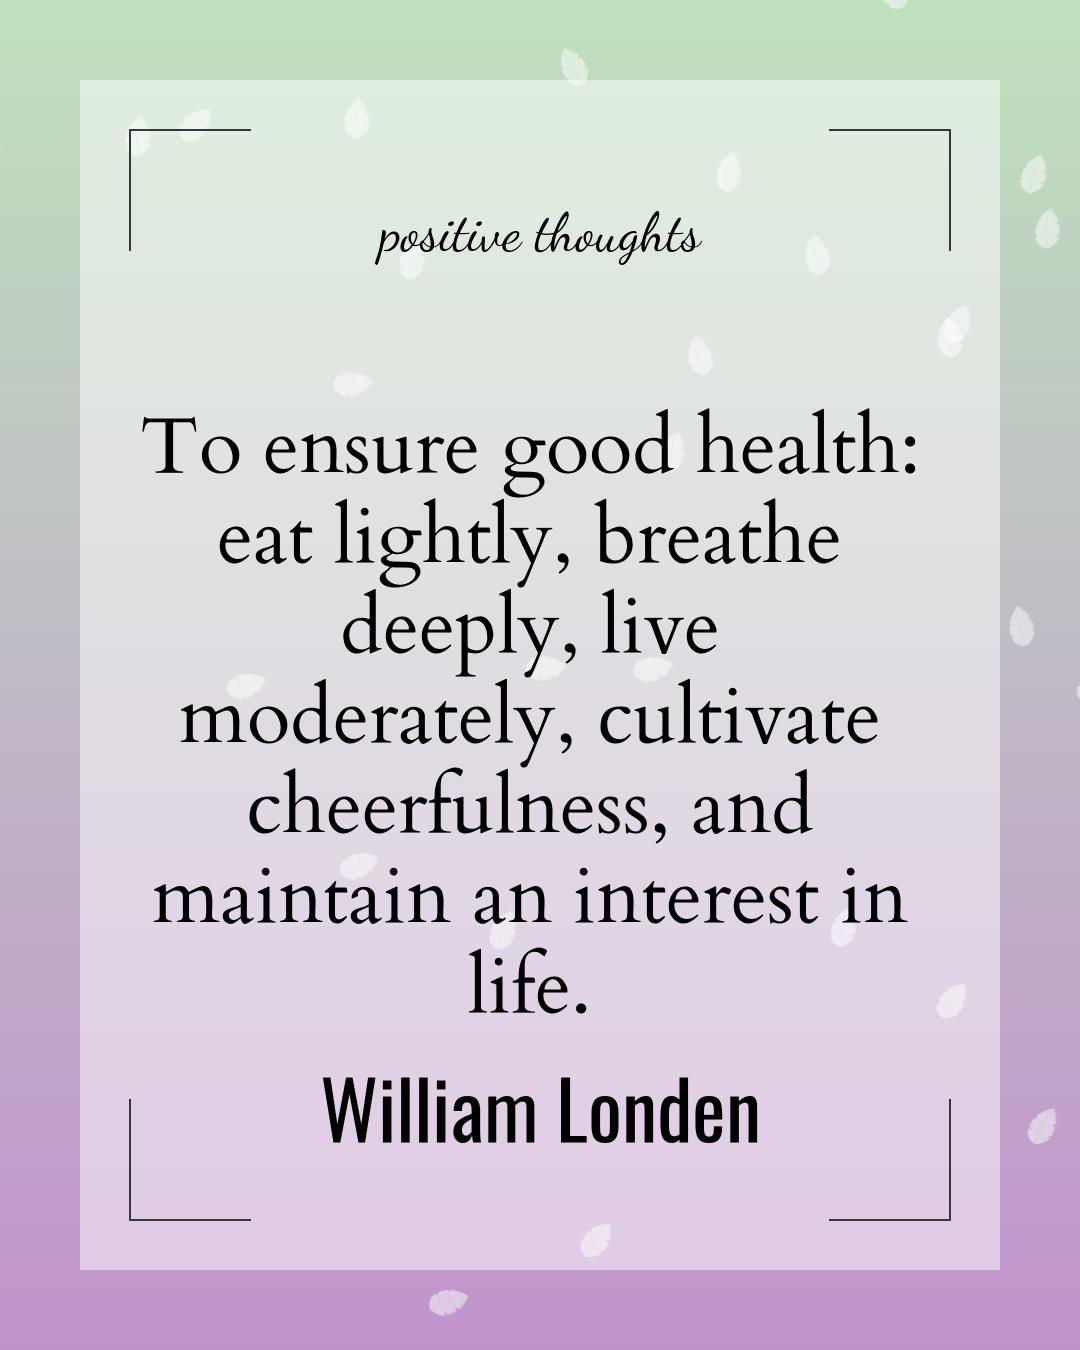 positive thoughts
To ensure good health:
eat lightly, breathe
deeply, live
moderately, cultivate
cheerfulness, and
maintain an interest in
life.
William Londen